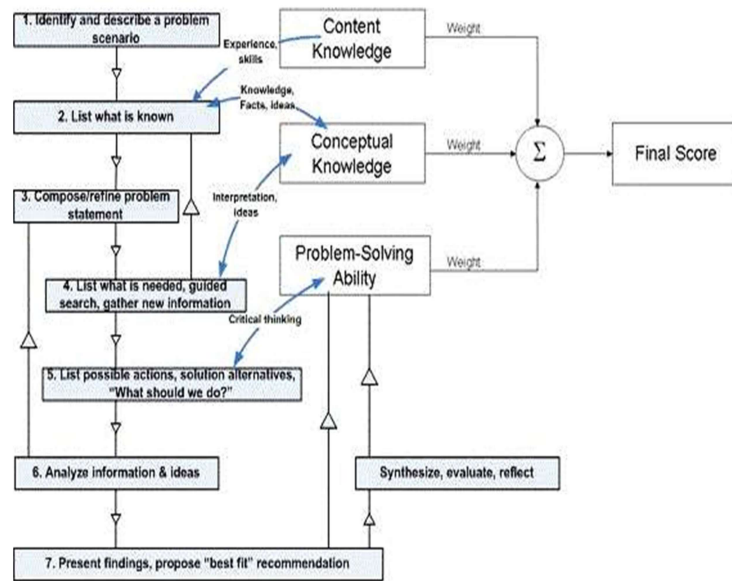 1. Identify and describe a problem
scenario
Content
Knowledge
Weight
Experience,
skills
Knowledge,
Facts, ideas
2. List what is known
Conceptual
Knowledge
Weight
Σ
Final Score
3. Compose/refine problem
statement
Interpretation,
ideas
Problem-Solving
Ability
Weight
4. List what is needed, guided
search, gather new information
Critical thinking
5. List possible actions, solution alternatives,
“What should we do?”
6. Analyze information & ideas
Synthesize, evaluate, reflect
7. Present findings, propose “best fit” recommendation